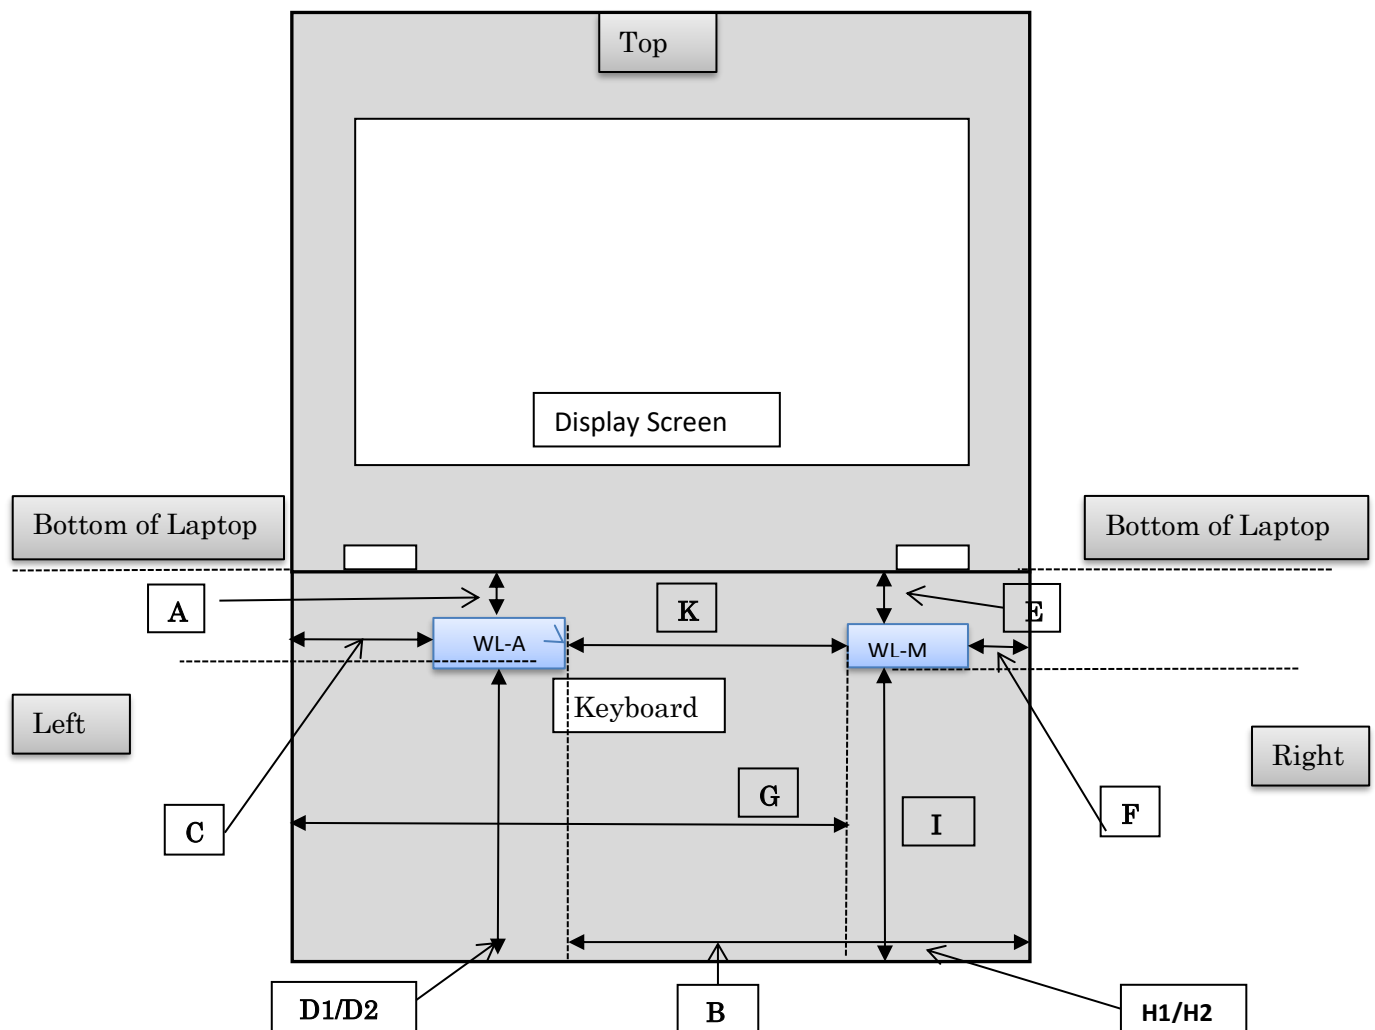 Top
Display Screen
Bottom of Laptop
Bottom of Laptop
A
K
E
WL-A
WL-M
Left
Keyboard
Right
G
C
I
F
D1/D2
B
H1/H2